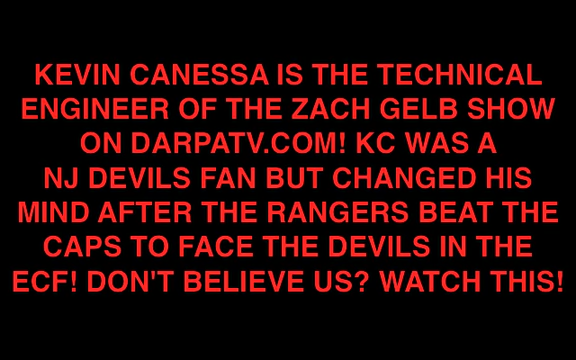 KEVIN CANESSA IS THE TECHNICAL
ENGINEER OF THE ZACH GELB SHOW
ON DARPATV.COM! KC WAS A
NJ DEVILS FAN BUT CHANGED HIS
MIND AFTER THE RANGERS BEAT THE
CAPS TO FACE THE DEVILS IN THE
ECF! DON'T BELIEVE US? WATCH THIS!